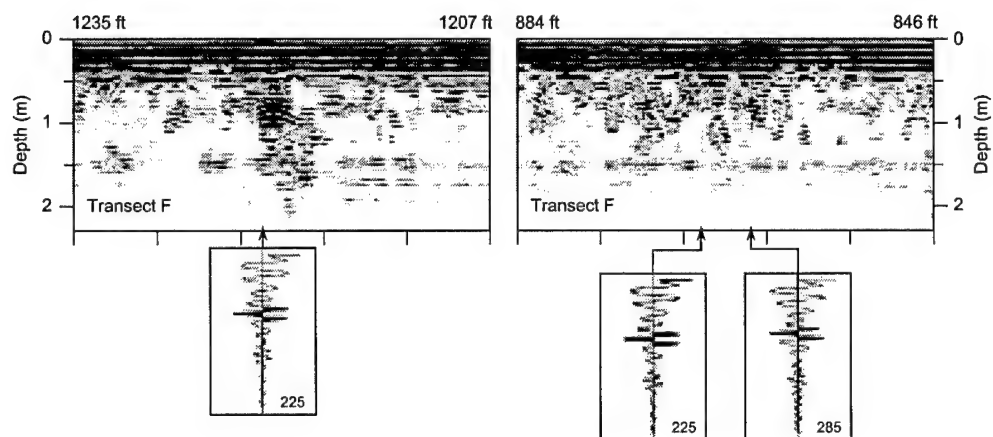 1235 ft 1207 ft 884 ft 846 ft
0 0
Depth (m) 1 1 Depth (m)
2 2
Transect F Transect F
225 225 285